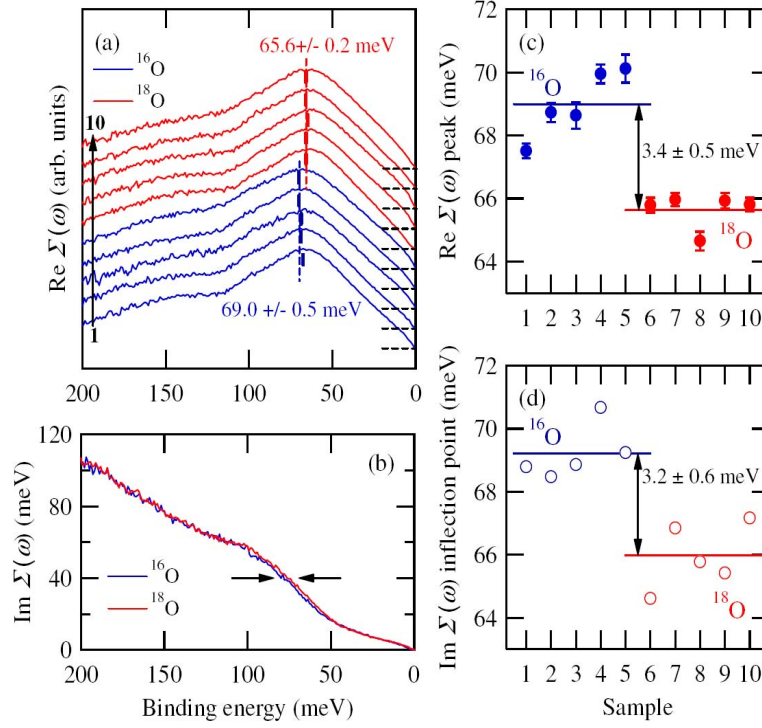 (a)
65.6+/- 0.2 meV
¹⁶O
¹⁸O
10
1
69.0 +/- 0.5 meV
Re Σ′(ω) (arb. units)
200 150 100 50 0
(b)
120
80
40
0
Im Σ′(ω) (meV)
¹⁶O
¹⁸O
200 150 100 50 0
Binding energy (meV)
(c)
72
70
68
66
64
Re Σ′(ω) peak (meV)
¹⁶O
3.4 ± 0.5 meV
¹⁸O
1 2 3 4 5 6 7 8 9 10
(d)
72
70
68
66
64
Im Σ′(ω) inflection point (meV)
¹⁶O
3.2 ± 0.6 meV
¹⁸O
1 2 3 4 5 6 7 8 9 10
Sample